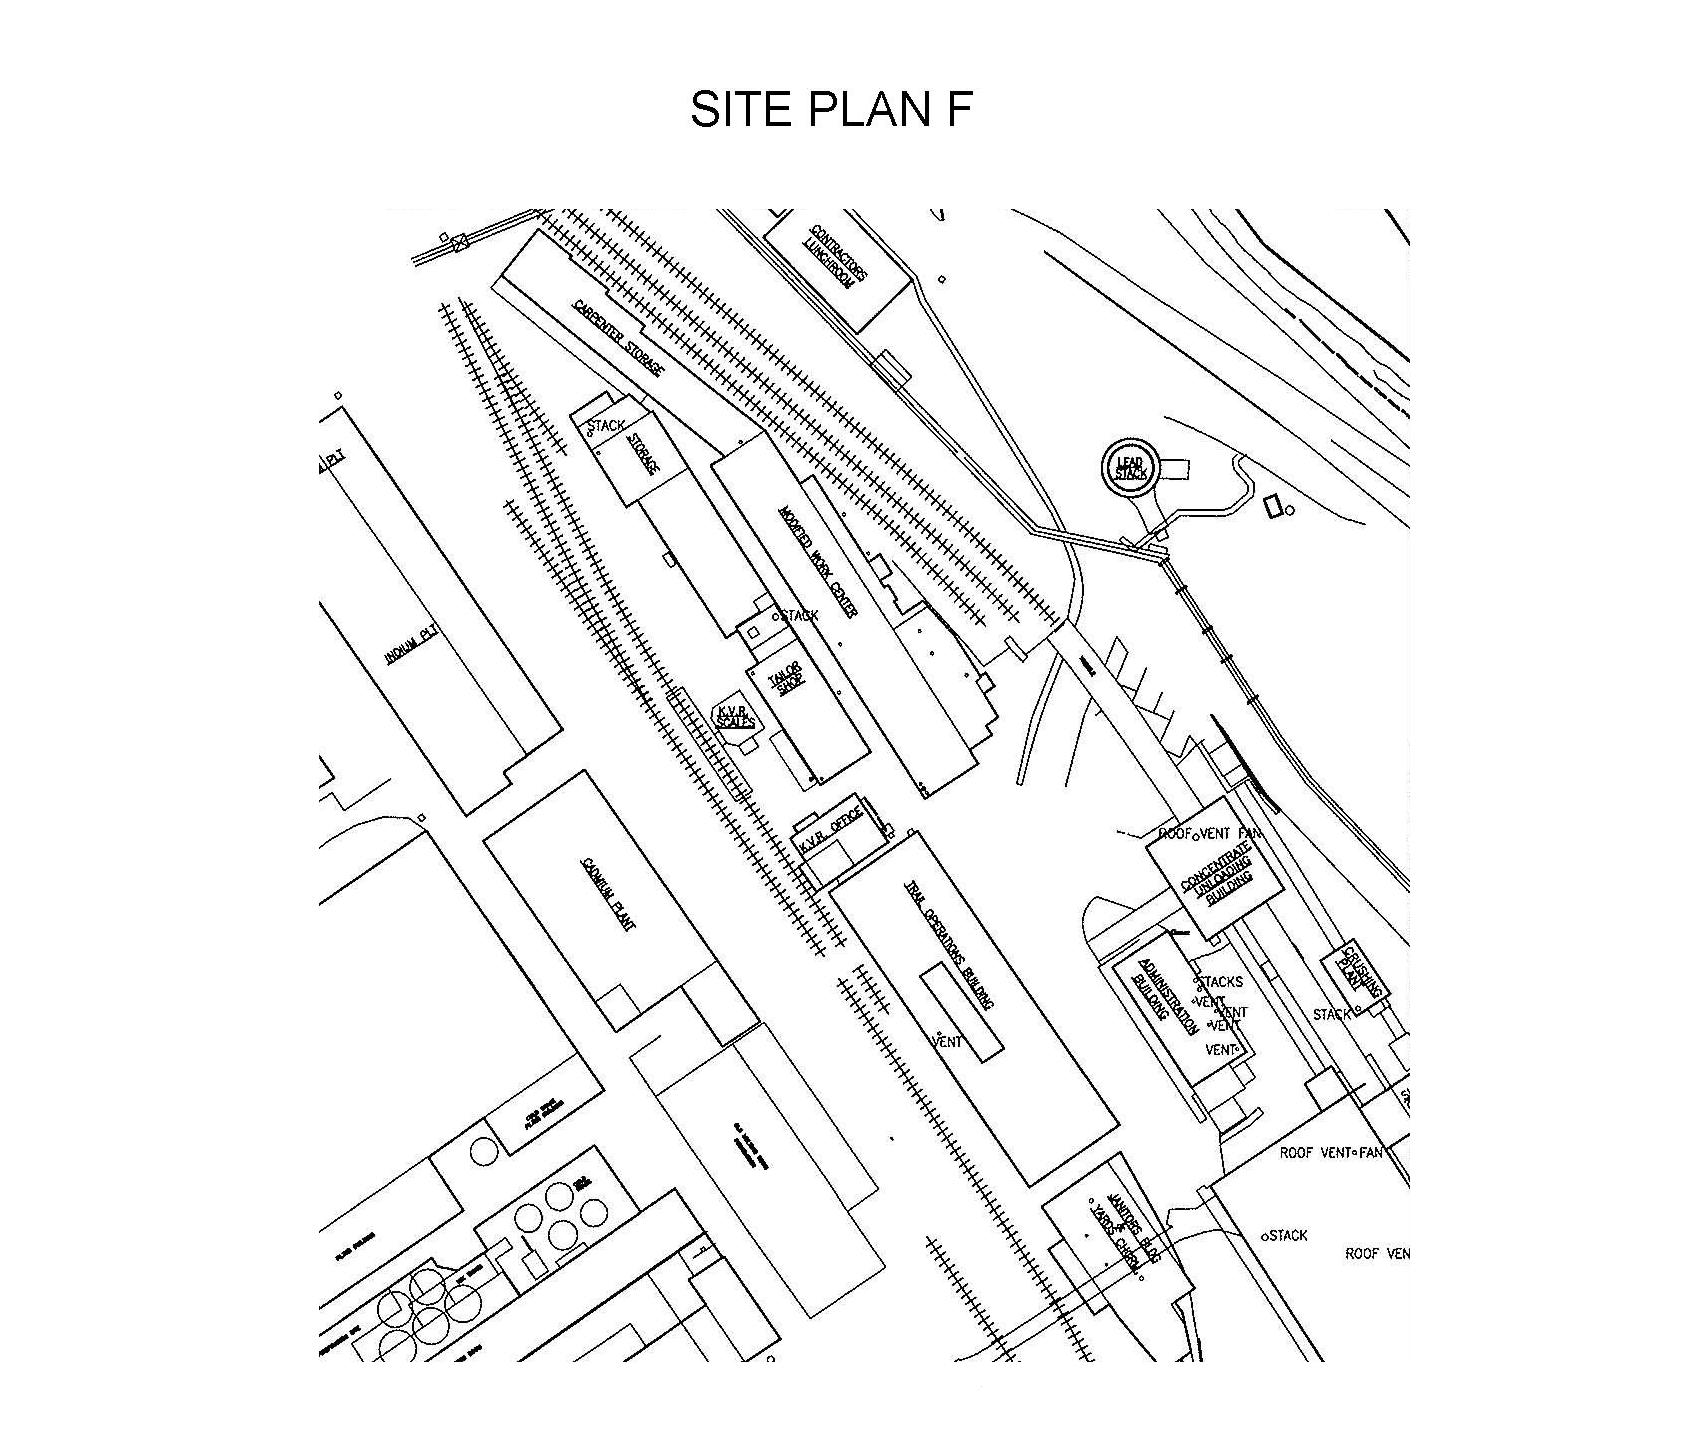 SITE PLAN F
CONTRACTORS
LUNCHROOM
CARPENTER STORAGE
STACK
STORAGE
PLT
LEAD
STACK
MODIFIED WORK CENTER
STACK
INDIUM PLT
TAILOR
SHOP
K.V.R.
SCALES
K.V.R. OFFICE
ROOF VENT FAN
CONCENTRATE
UNLOADING
BUILDING
CADMIUM PLANT
TRAIL OPERATIONS BUILDING
ADMINISTRATION
BUILDING
CRUSHING
PLANT
STACKS
VENT
VENT
VENT
STACK
VENT
VENT
ROOF VENT FAN
JANITORS BLDG
&
YARDS CHGRM.
STACK
ROOF VEN